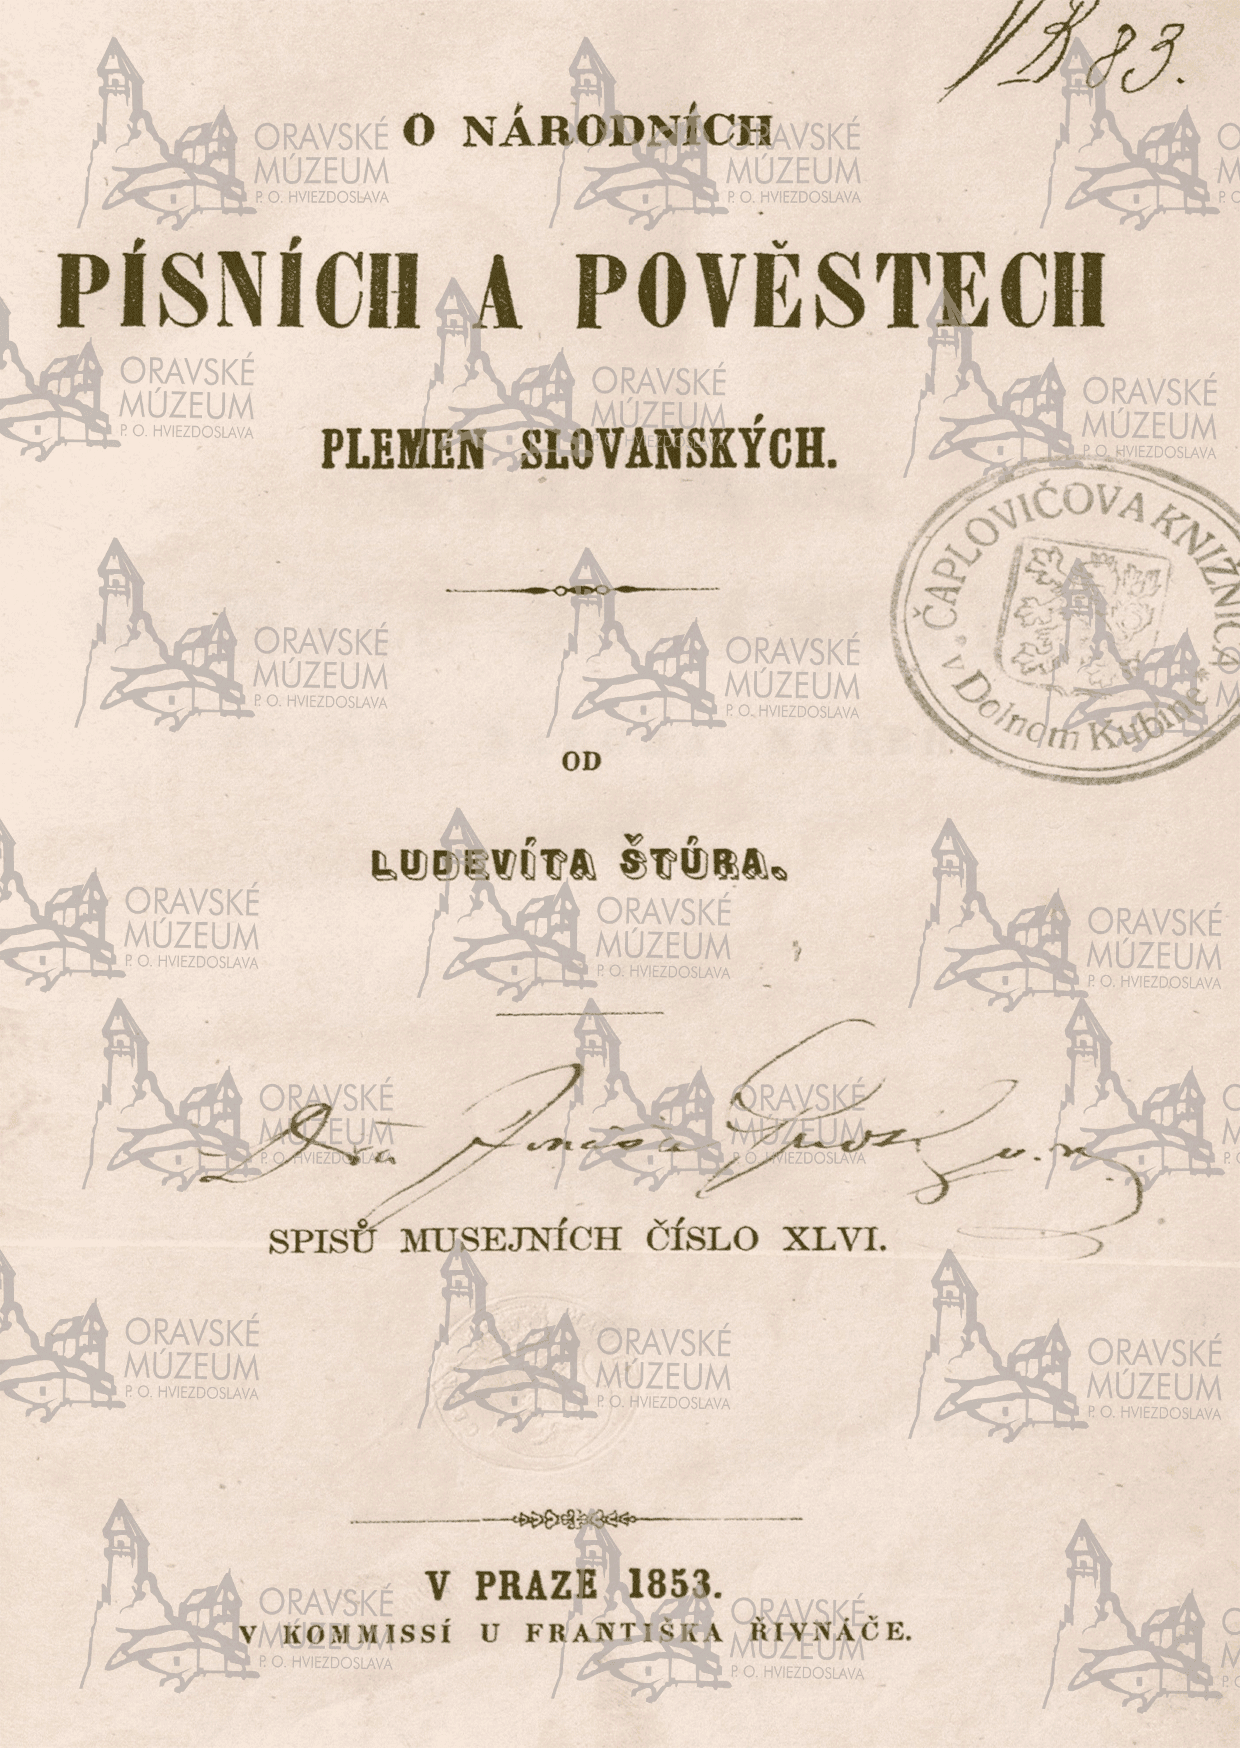 83.
O NÁRODNÍCH
PÍSNÍCH A POVĚSTECH
PLEMEN SLOVANSKÝCH.
ČAPLOVIČOVA KNIŽNICA
v Dolnom Kubíne
OD
LUDEVÍTA ŠTÚRA.
SPISŮ MUSEJNÍCH ČÍSLO XLVI.
V PRAZE 1853.
V KOMMISSÍ U FRANTIŠKA ŘIVNÁČE.
ORAVSKÉ
MÚZEUM
P. O. HVIEZDOSLAVA